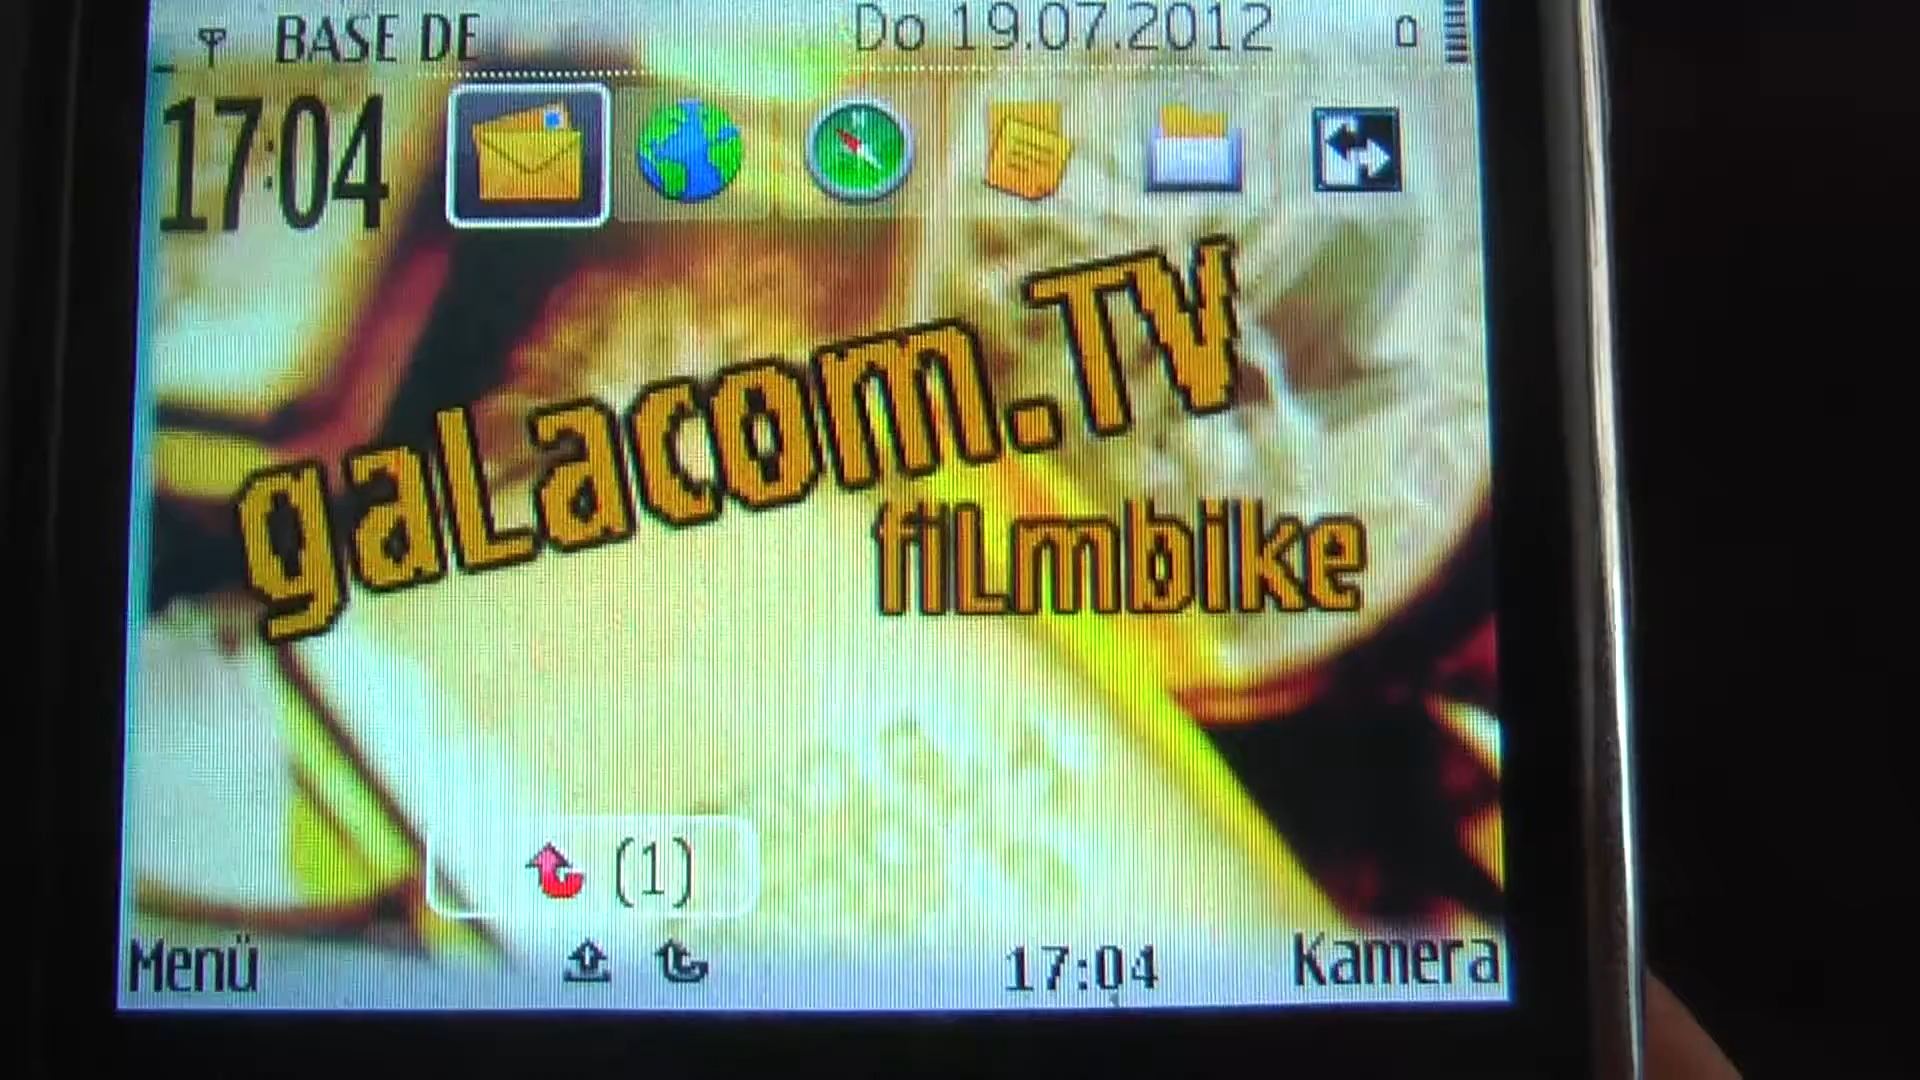 BASE DE
Do 19.07.2012
17:04
gaLacom.TV
fiLmbike
(1)
Menü
17:04
Kamera